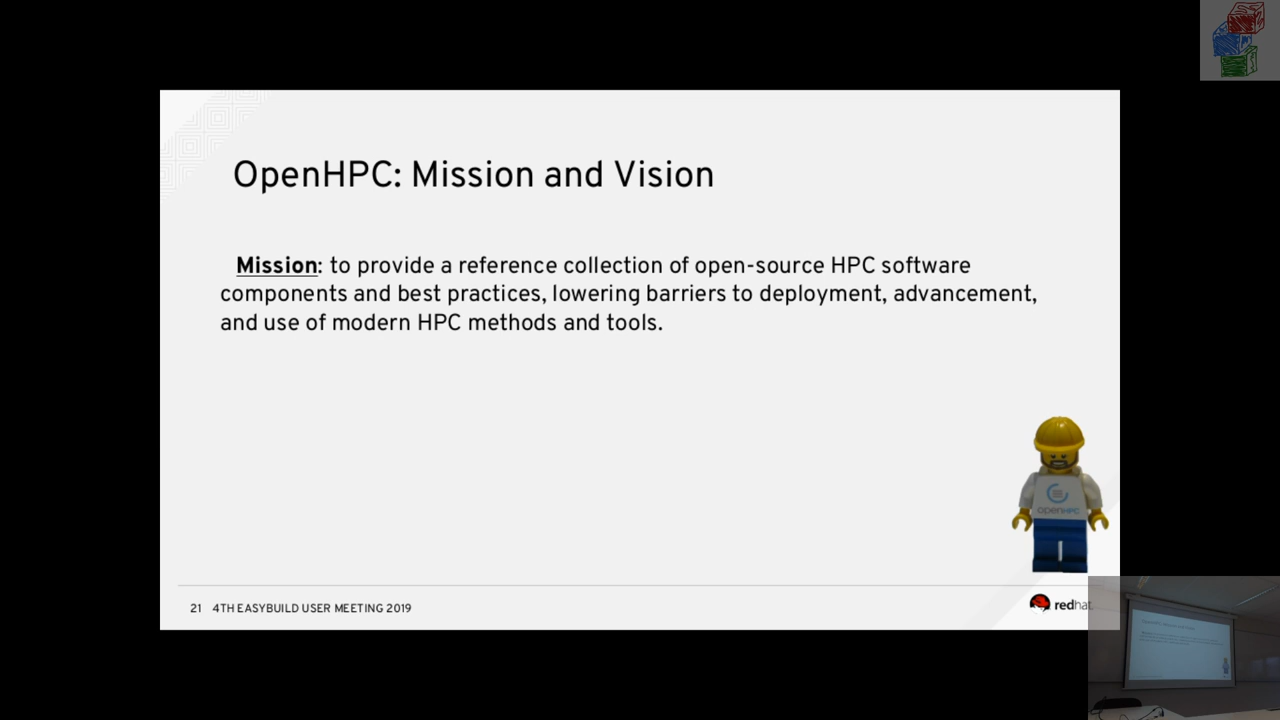 OpenHPC: Mission and Vision
Mission: to provide a reference collection of open-source HPC software
components and best practices, lowering barriers to deployment, advancement,
and use of modern HPC methods and tools.
openHPC
21 4TH EASYBUILD USER MEETING 2019
redhat